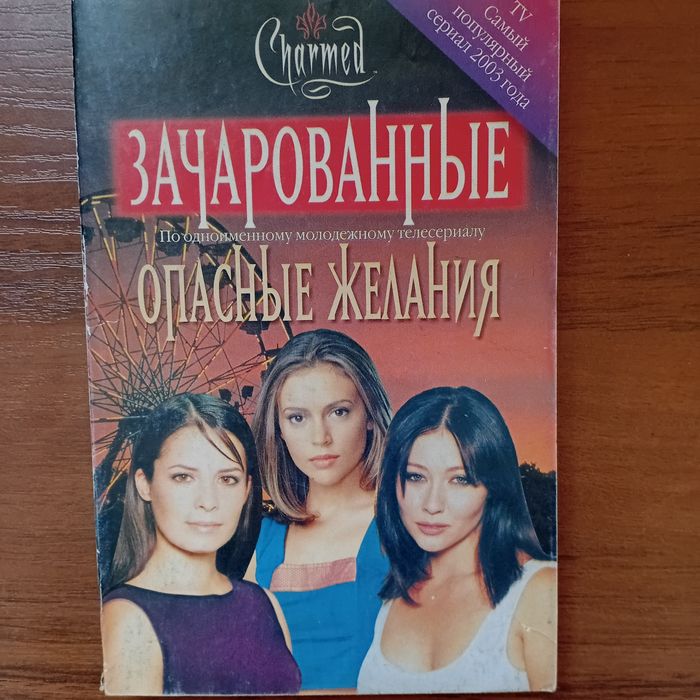 Charmed
TV
Самый
популярный
сериал 2003 года
ЗАЧАРОВАННЫЕ
По одноименному молодежному телесериалу
ОПАСНЫЕ ЖЕЛАНИЯ